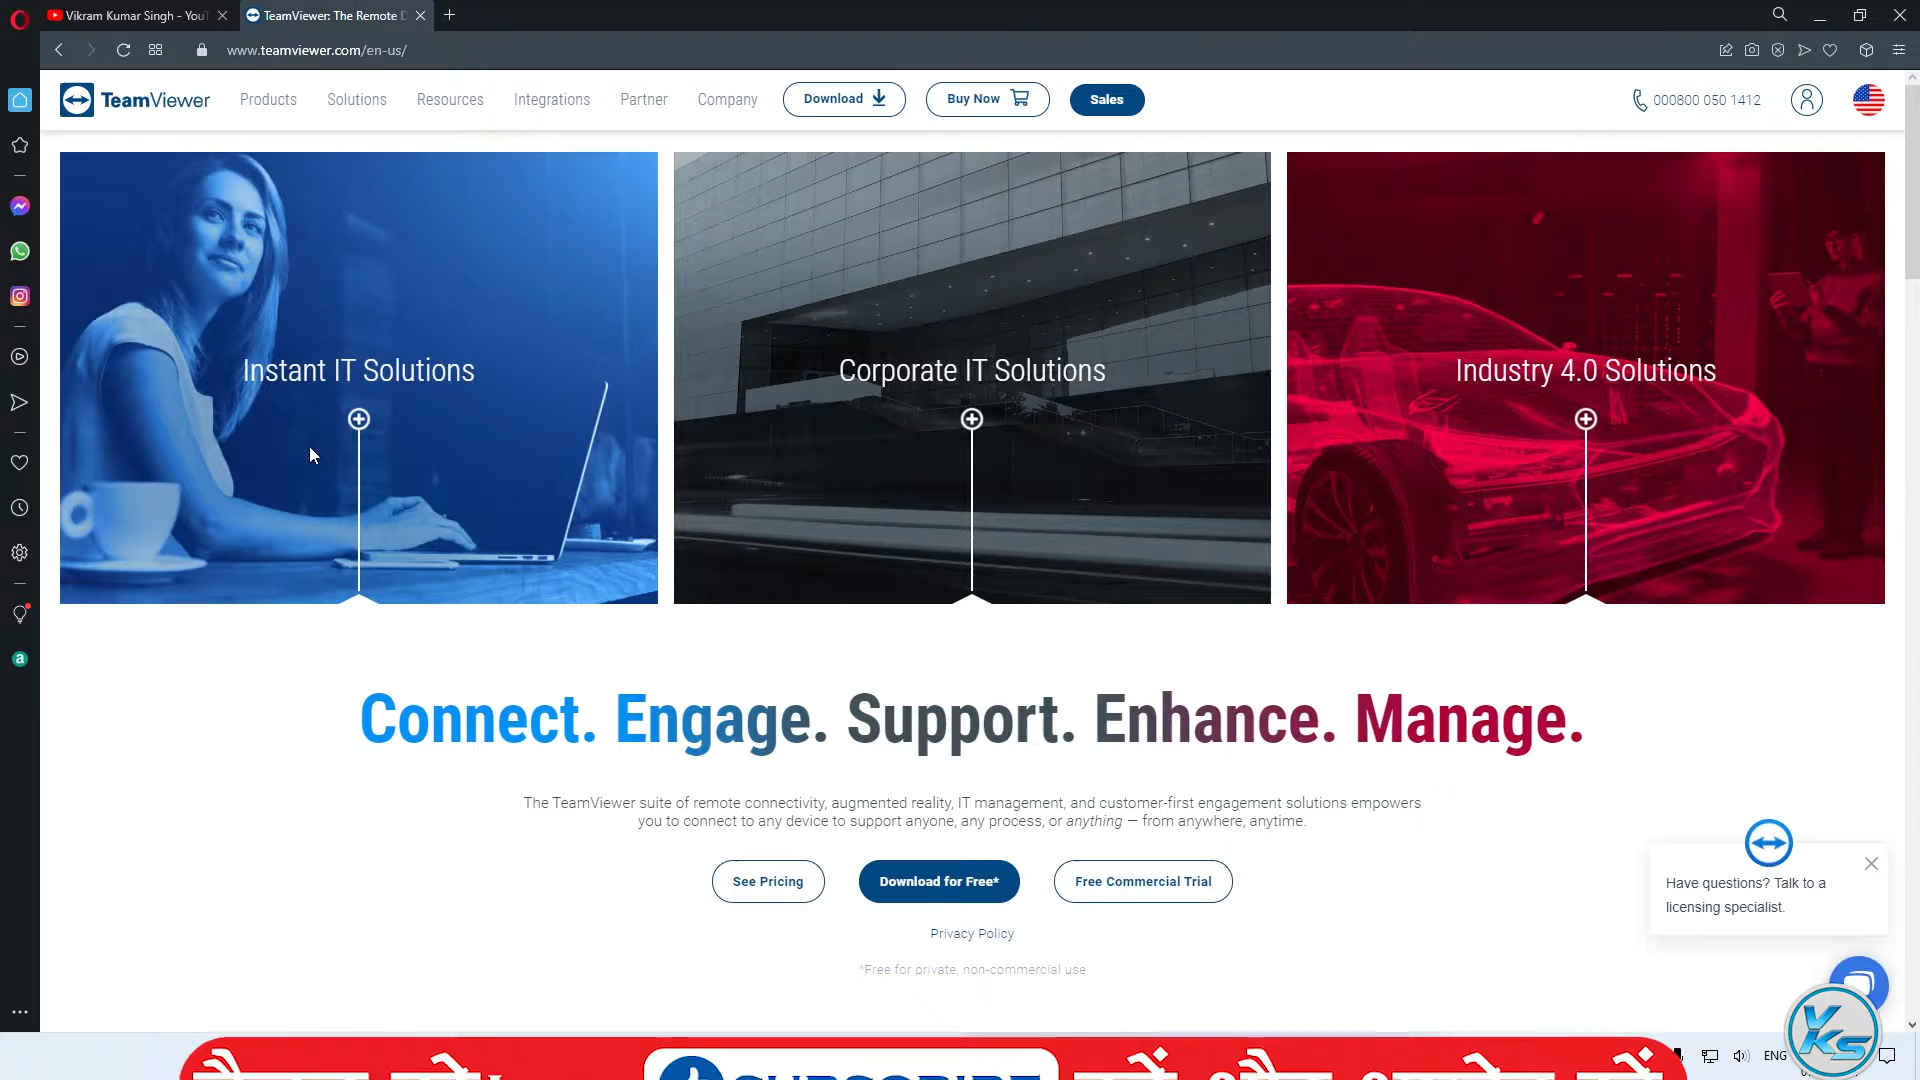 Vikram Kumar Singh - YouT
TeamViewer: The Remote D
www.teamviewer.com/en-us/
TeamViewer
Products
Solutions
Resources
Integrations
Partner
Company
Download
Buy Now
Sales
000800 050 1412
Instant IT Solutions
Corporate IT Solutions
Industry 4.0 Solutions
Connect. Engage. Support. Enhance. Manage.
The TeamViewer suite of remote connectivity, augmented reality, IT management, and customer-first engagement solutions empowers
you to connect to any device to support anyone, any process, or anything — from anywhere, anytime.
See Pricing
Download for Free*
Free Commercial Trial
Privacy Policy
*Free for private, non-commercial use
Have questions? Talk to a
licensing specialist.
SUBSCRIBE
ENG
YKS